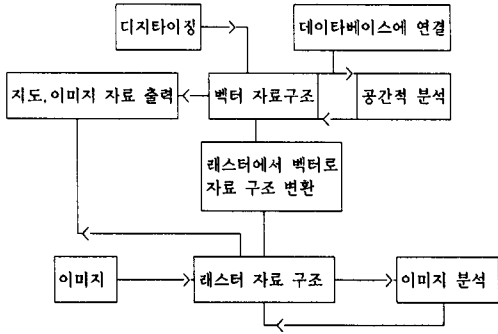 디지타이징
데이타베이스에 연결
지도, 이미지 자료 출력
벡터 자료구조
공간적 분석
래스터에서 벡터로
자료 구조 변환
이미지
래스터 자료 구조
이미지 분석